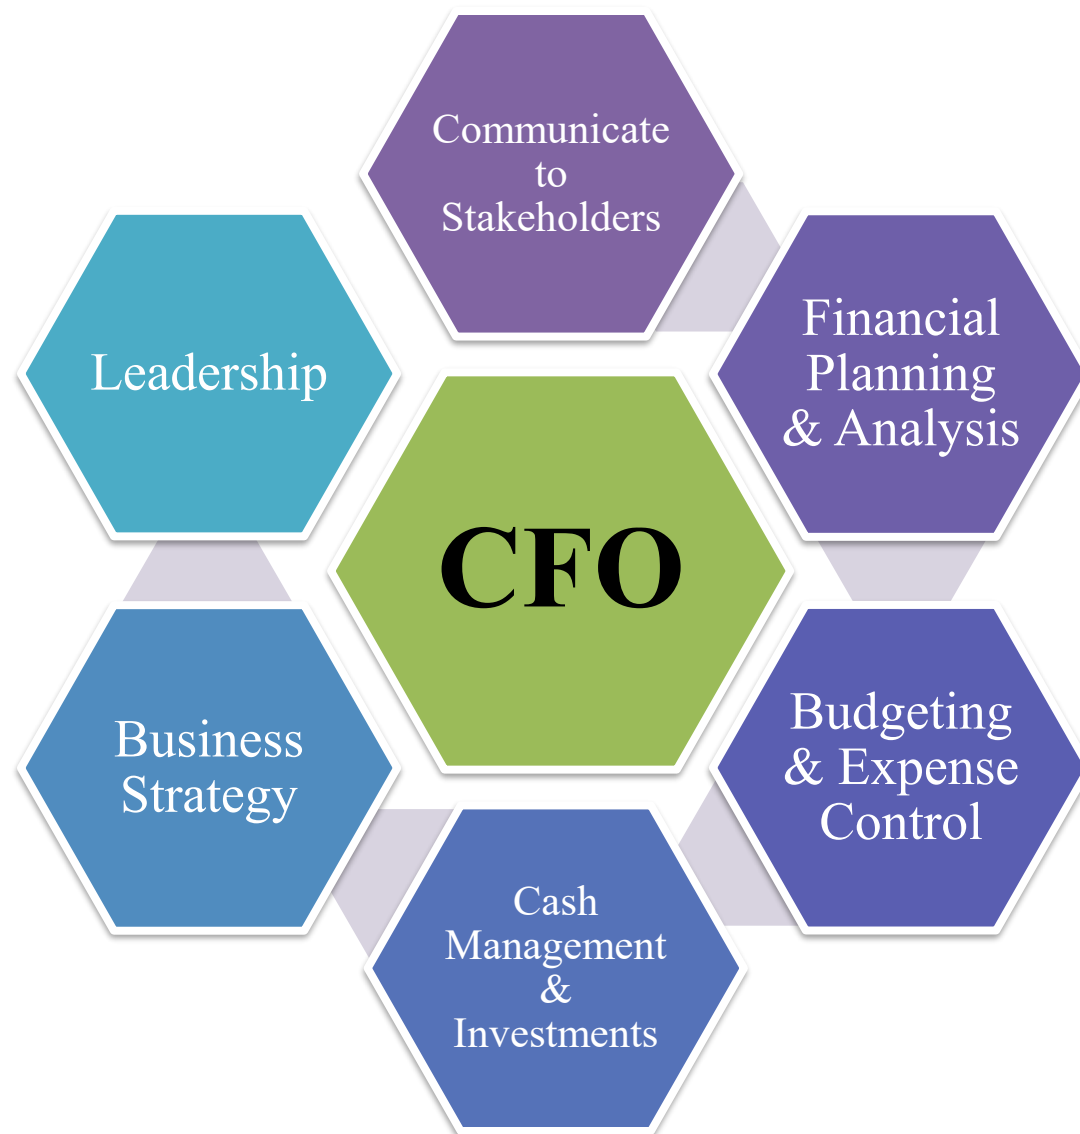 Communicate
to
Stakeholders
Financial
Planning
& Analysis
Leadership
CFO
Budgeting
& Expense
Control
Business
Strategy
Cash
Management
&
Investments